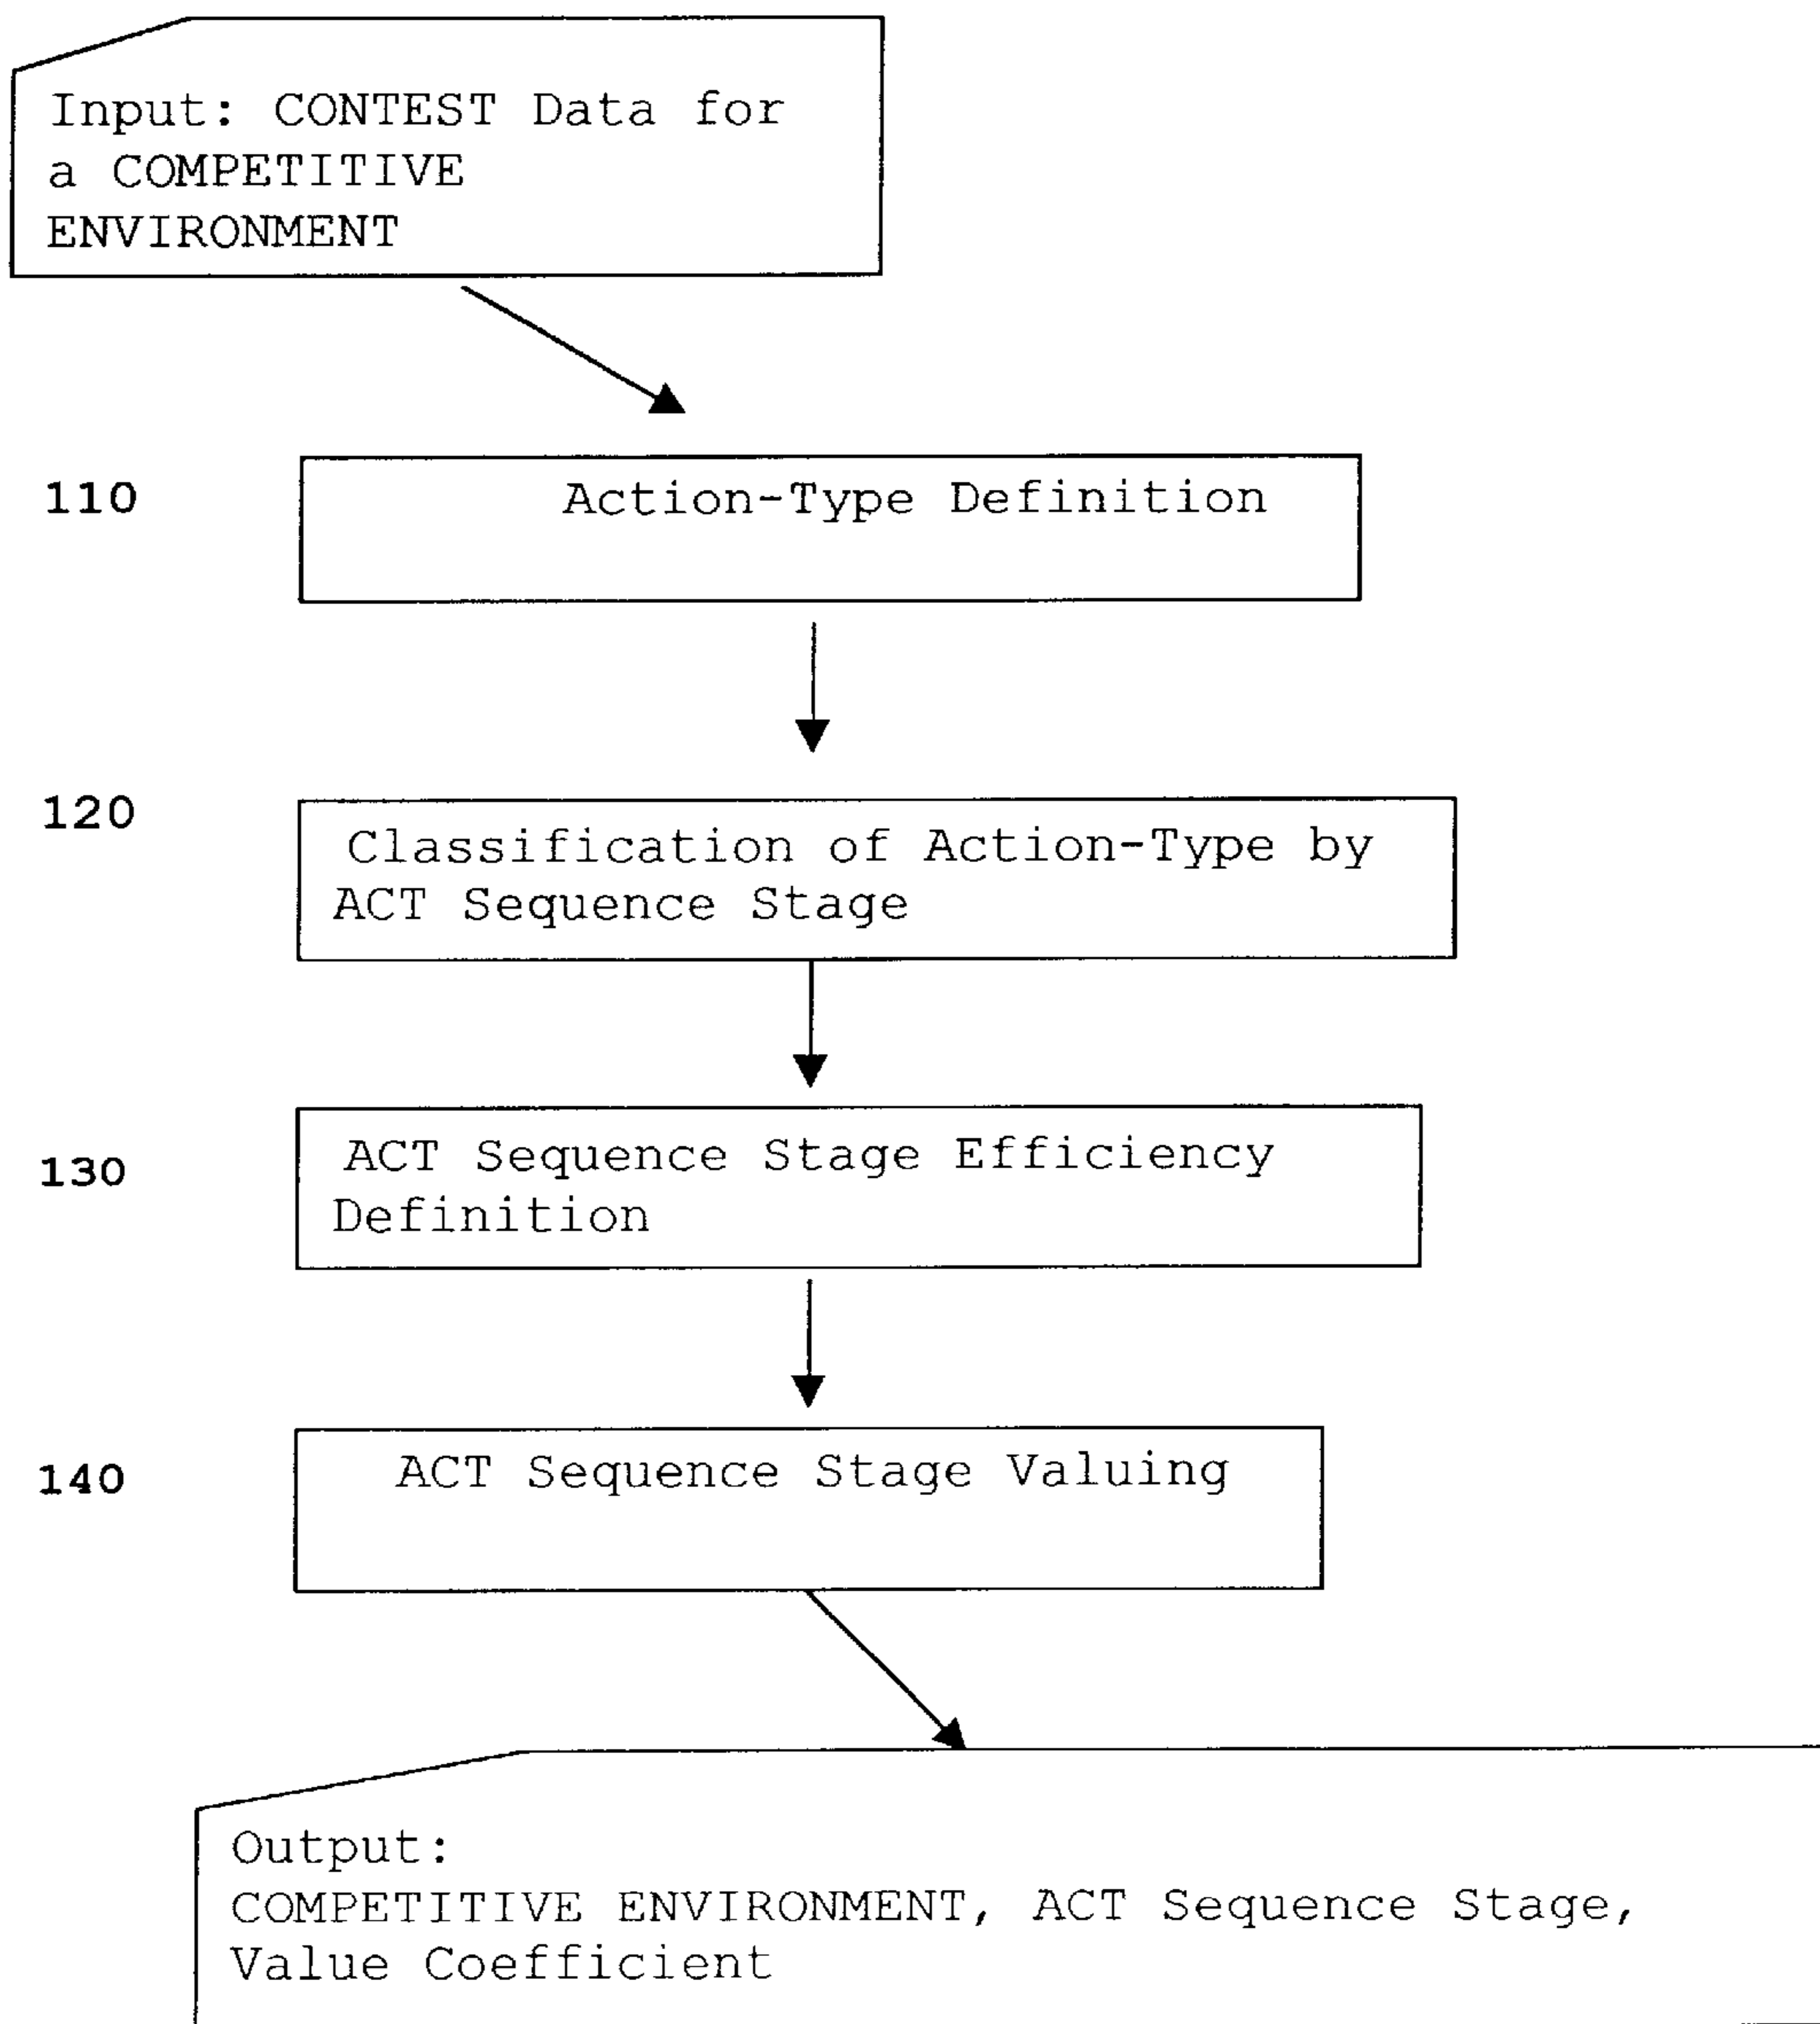 Input: CONTEST Data for
a COMPETITIVE
ENVIRONMENT
110
Action-Type Definition
120
Classification of Action-Type by
ACT Sequence Stage
130
ACT Sequence Stage Efficiency
Definition
140
ACT Sequence Stage Valuing
Output:
COMPETITIVE ENVIRONMENT, ACT Sequence Stage,
Value Coefficient